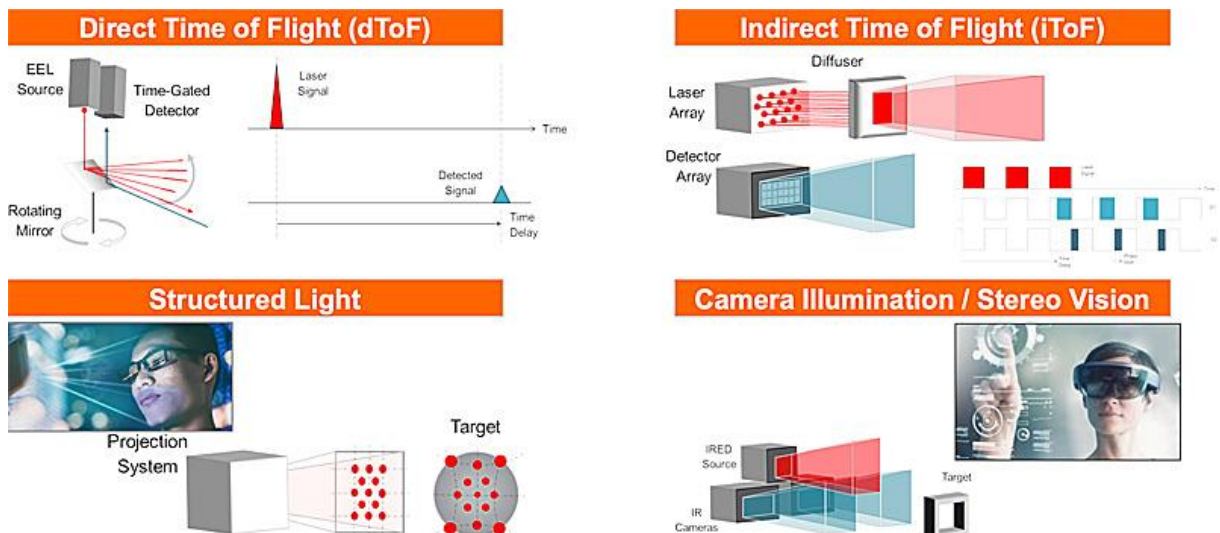 Direct Time of Flight (dToF)
EEL
Source
Time-Gated
Detector
Rotating
Mirror
Laser
Signal
Time
Detected
Signal
Time
Delay
Indirect Time of Flight (iToF)
Diffuser
Laser
Array
Detector
Array
Time
Structured Light
Projection
System
Target
Camera Illumination / Stereo Vision
IRED
Source
IR
Cameras
Target